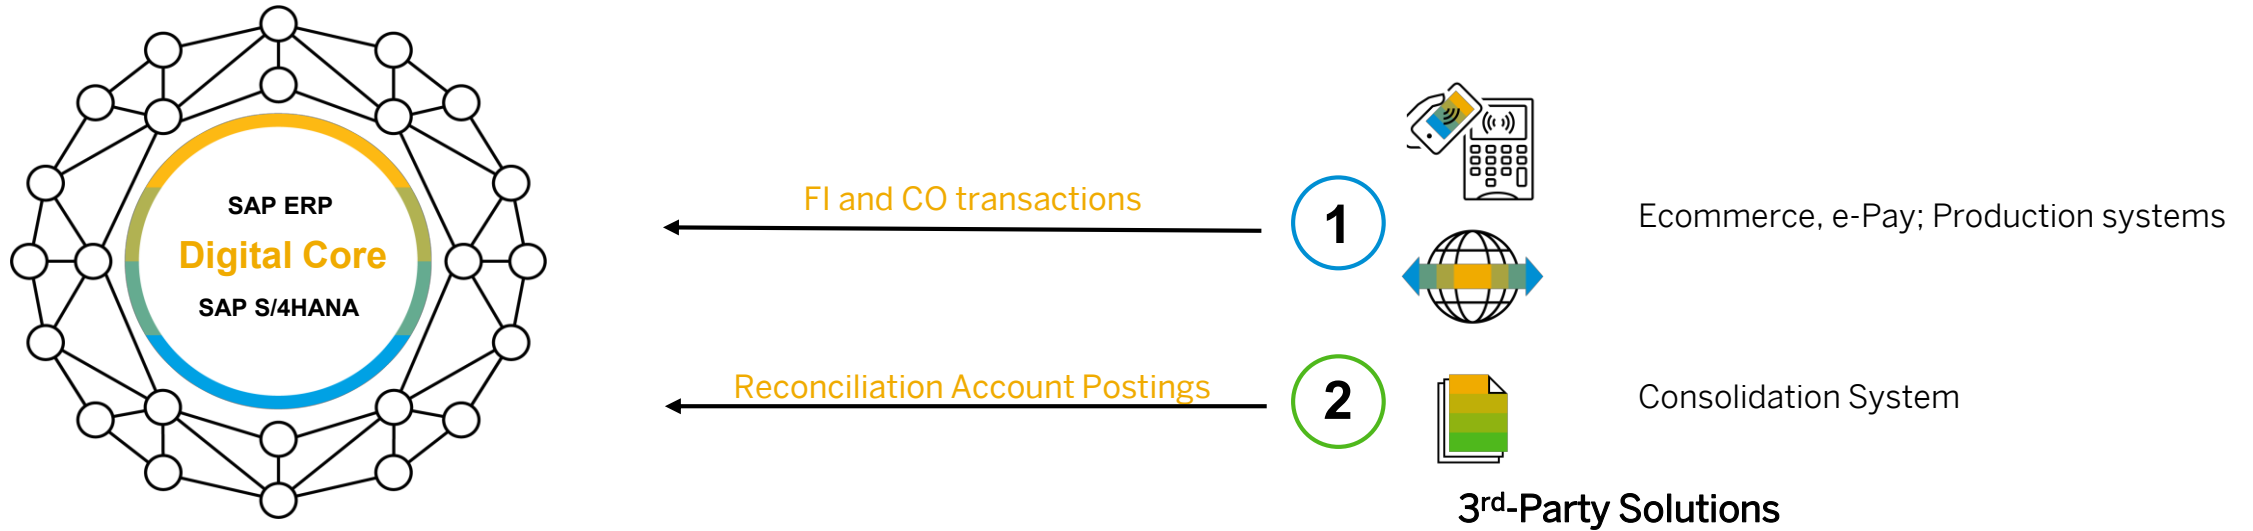 SAP ERP
Digital Core
SAP S/4HANA
FI and CO transactions
1
Ecommerce, e-Pay; Production systems
Reconciliation Account Postings
2
Consolidation System
3rd-Party Solutions